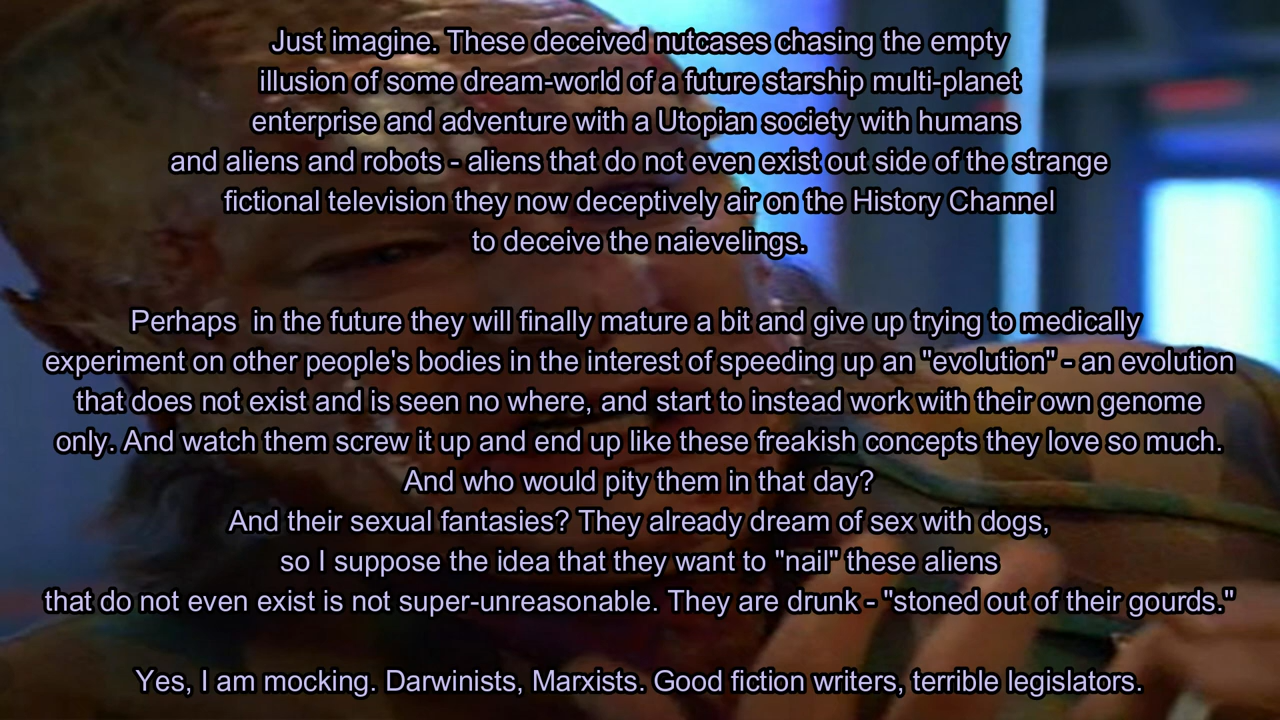 Just imagine. These deceived nutcases chasing the empty
illusion of some dream-world of a future starship multi-planet
enterprise and adventure with a Utopian society with humans
and aliens and robots - aliens that do not even exist out side of the strange
fictional television they now deceptively air on the History Channel
to deceive the naievelings.
Perhaps  in the future they will finally mature a bit and give up trying to medically
experiment on other people's bodies in the interest of speeding up an "evolution" - an evolution
that does not exist and is seen no where, and start to instead work with their own genome
only. And watch them screw it up and end up like these freakish concepts they love so much.
And who would pity them in that day?
And their sexual fantasies? They already dream of sex with dogs,
so I suppose the idea that they want to "nail" these aliens
that do not even exist is not super-unreasonable. They are drunk - "stoned out of their gourds."
Yes, I am mocking. Darwinists, Marxists. Good fiction writers, terrible legislators.